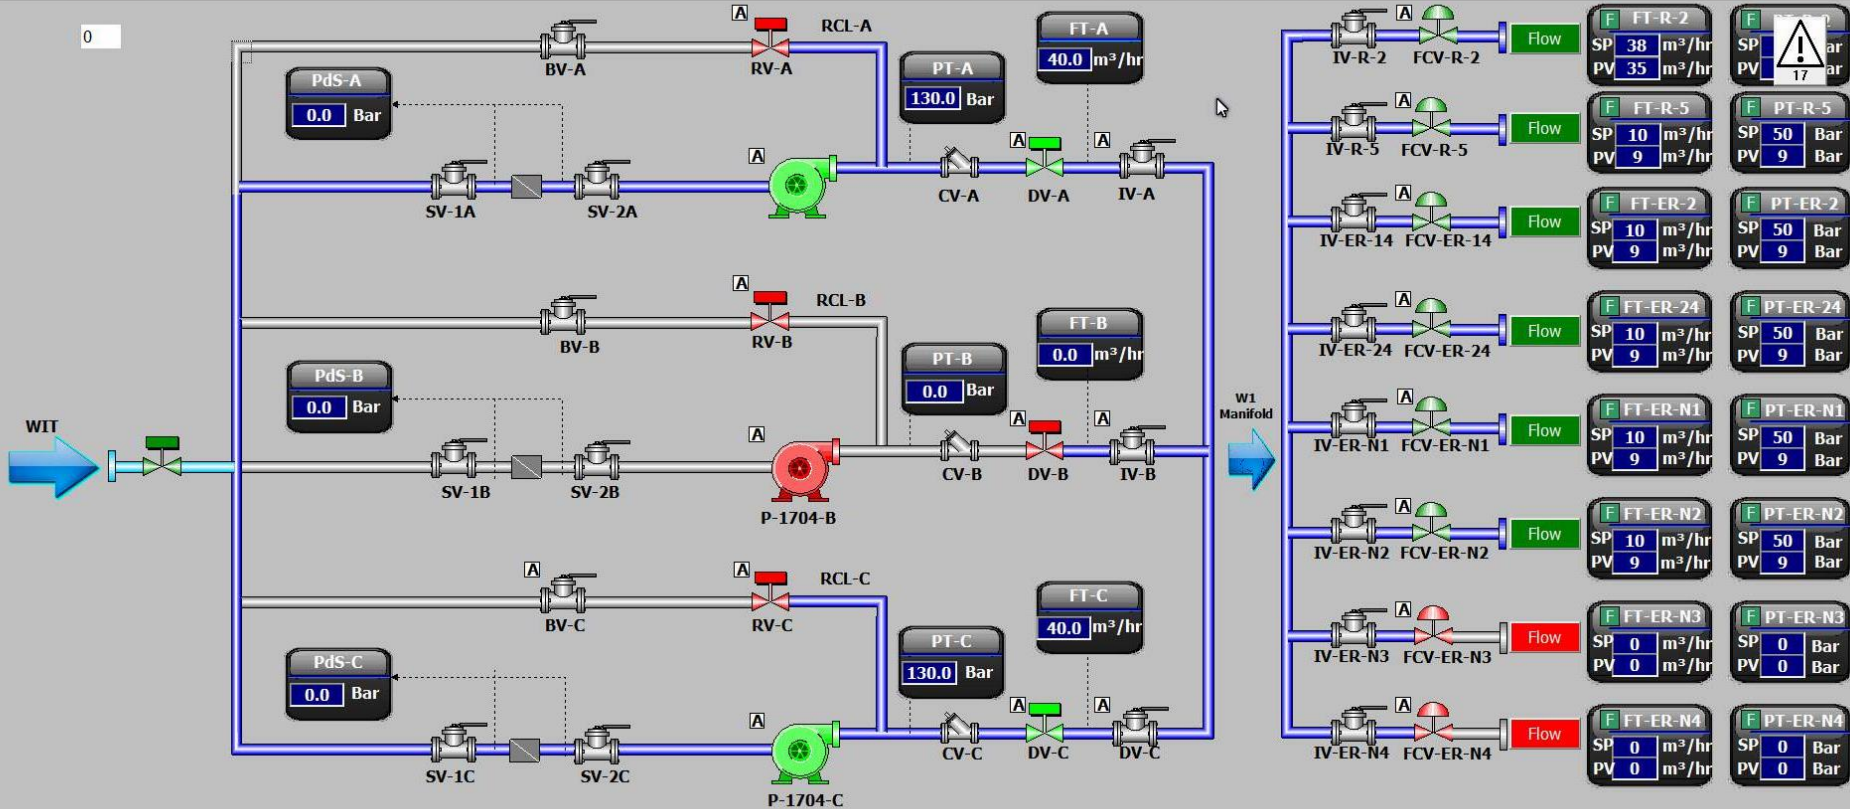 0
A
RCL-A
BV-A
RV-A
PdS-A
0.0 Bar
PT-A
130.0 Bar
FT-A
40.0 m³/hr
A
A
A
SV-1A
SV-2A
CV-A
DV-A
IV-A
A
RCL-B
BV-B
RV-B
PdS-B
0.0 Bar
PT-B
0.0 Bar
FT-B
0.0 m³/hr
A
A
A
SV-1B
SV-2B
P-1704-B
CV-B
DV-B
IV-B
WIT
A
A
RCL-C
BV-C
RV-C
PdS-C
0.0 Bar
PT-C
130.0 Bar
FT-C
40.0 m³/hr
A
A
A
SV-1C
SV-2C
P-1704-C
CV-C
DV-C
DV-C
W1
Manifold
A
IV-R-2 FCV-R-2
Flow
F FT-R-2
SP 38 m³/hr
PV 35 m³/hr
F
SP ar
PV ar
17
A
IV-R-5 FCV-R-5
Flow
F FT-R-5
SP 10 m³/hr
PV 9 m³/hr
F PT-R-5
SP 50 Bar
PV 9 Bar
A
IV-ER-14 FCV-ER-14
Flow
F FT-ER-2
SP 10 m³/hr
PV 9 m³/hr
F PT-ER-2
SP 50 Bar
PV 9 Bar
A
IV-ER-24 FCV-ER-24
Flow
F FT-ER-24
SP 10 m³/hr
PV 9 m³/hr
F PT-ER-24
SP 50 Bar
PV 9 Bar
A
IV-ER-N1 FCV-ER-N1
Flow
F FT-ER-N1
SP 10 m³/hr
PV 9 m³/hr
F PT-ER-N1
SP 50 Bar
PV 9 Bar
A
IV-ER-N2 FCV-ER-N2
Flow
F FT-ER-N2
SP 10 m³/hr
PV 9 m³/hr
F PT-ER-N2
SP 50 Bar
PV 9 Bar
A
IV-ER-N3 FCV-ER-N3
Flow
F FT-ER-N3
SP 0 m³/hr
PV 0 m³/hr
F PT-ER-N3
SP 0 Bar
PV 0 Bar
A
IV-ER-N4 FCV-ER-N4
Flow
F FT-ER-N4
SP 0 m³/hr
PV 0 m³/hr
F PT-ER-N4
SP 0 Bar
PV 0 Bar